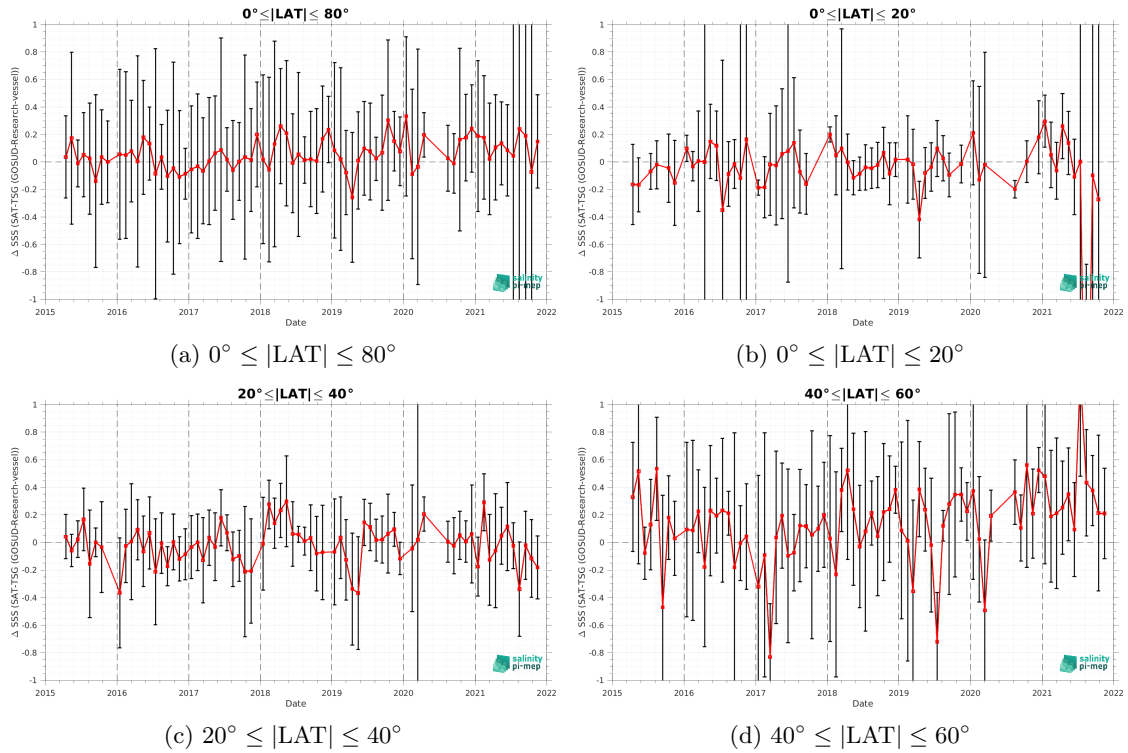 0°≤|LAT|≤ 80°
Δ SSS (SAT-TSG (GOSUD-Research-vessel))
1
0.8
0.6
0.4
0.2
0
-0.2
-0.4
-0.6
-0.8
-1
2015 2016 2017 2018 2019 2020 2021 2022
Date
salinity
pi-mep
(a) 0° ≤ |LAT| ≤ 80°
0°≤|LAT|≤ 20°
Δ SSS (SAT-TSG (GOSUD-Research-vessel))
1
0.8
0.6
0.4
0.2
0
-0.2
-0.4
-0.6
-0.8
-1
2015 2016 2017 2018 2019 2020 2021 2022
Date
salinity
pi-mep
(b) 0° ≤ |LAT| ≤ 20°
20°≤|LAT|≤ 40°
Δ SSS (SAT-TSG (GOSUD-Research-vessel))
1
0.8
0.6
0.4
0.2
0
-0.2
-0.4
-0.6
-0.8
-1
2015 2016 2017 2018 2019 2020 2021 2022
Date
salinity
pi-mep
(c) 20° ≤ |LAT| ≤ 40°
40°≤|LAT|≤ 60°
Δ SSS (SAT-TSG (GOSUD-Research-vessel))
1
0.8
0.6
0.4
0.2
0
-0.2
-0.4
-0.6
-0.8
-1
2015 2016 2017 2018 2019 2020 2021 2022
Date
salinity
pi-mep
(d) 40° ≤ |LAT| ≤ 60°